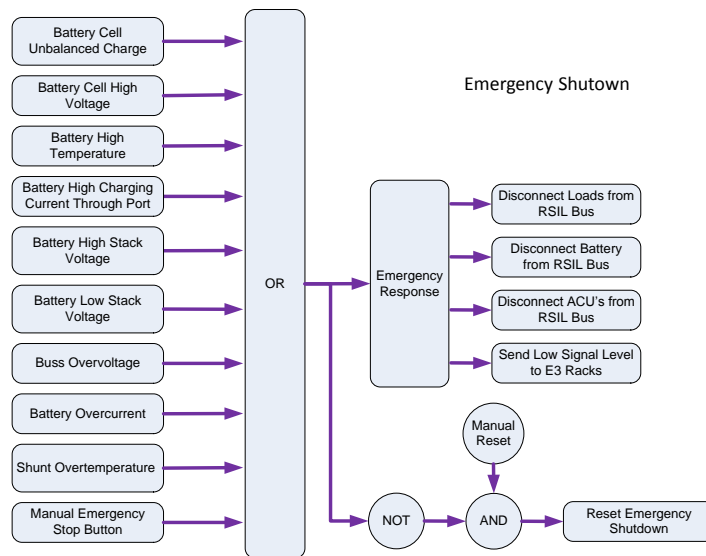 Battery Cell
Unbalanced Charge
Battery Cell High
Voltage
Battery High
Temperature
Battery High Charging
Current Through Port
Battery High Stack
Voltage
Battery Low Stack
Voltage
Buss Overvoltage
Battery Overcurrent
Shunt Overtemperature
Manual Emergency
Stop Button
OR
Emergency Shutown
Emergency
Response
Disconnect Loads from
RSIL Bus
Disconnect Battery
from RSIL Bus
Disconnect ACU's from
RSIL Bus
Send Low Signal Level
to E3 Racks
Manual
Reset
NOT
AND
Reset Emergency
Shutdown